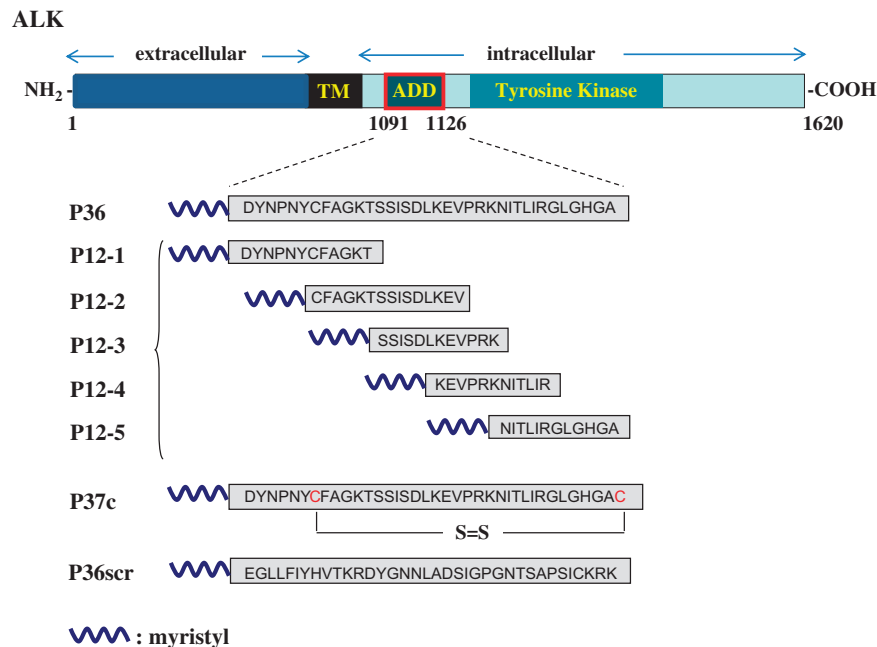 ALK
extracellular intracellular
NH2 - TM ADD Tyrosine Kinase -COOH
1 1091 1126 1620
P36 DYNPNYCFAGKTSSISDLKEVPRKNITLIRGLGHGA
P12-1 DYNPNYCFAGKT
P12-2 CFAGKTSSISDLKEV
P12-3 SSISDLKEVPRK
P12-4 KEVPRKNITLIR
P12-5 NITLIRGLGHGA
P37c DYNPNYCFAGKTSSISDLKEVPRKNITLIRGLGHGAC
S=S
P36scr EGLLFIYHVTKRDYGNNLADSIGPGNTSAPSICKRK
: myristyl